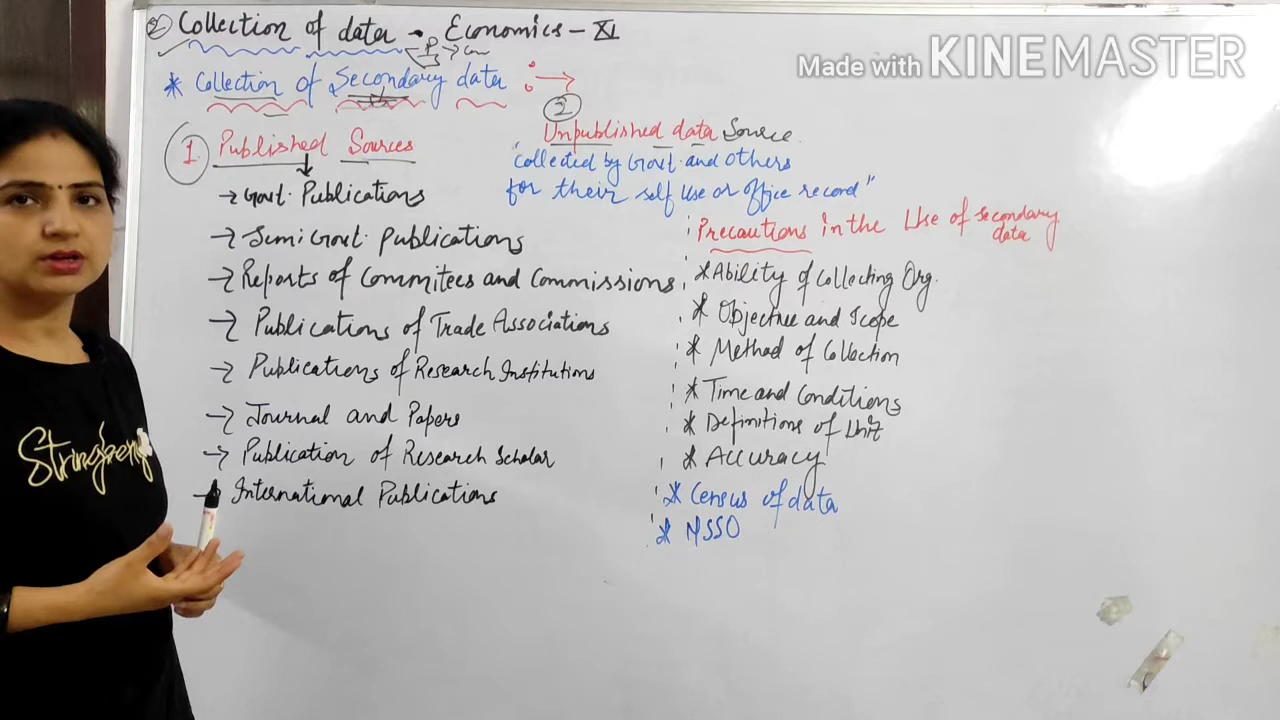 ② Collection of data - Economics - XI
Made with KINEMASTER
* Collection of Secondary data :→
① Published Sources
→ Govt. Publications
→ Semi Govt. Publications
→ Reports of Commitees and Commissions
→ Publications of Trade Associations
→ Publications of Research Institutions
→ Journal and Papers
→ Publication of Research Scholar
→ International Publications
② Unpublished data Source.
"Collected by Govt. and others
for their self use or office record"
Precautions in the Use of secondary
data
* Ability of collecting Org.
* Objective and Scope
* Method of Collection
* Time and Conditions
* Definitions of Unit
* Accuracy
* Census of data
* NSSO